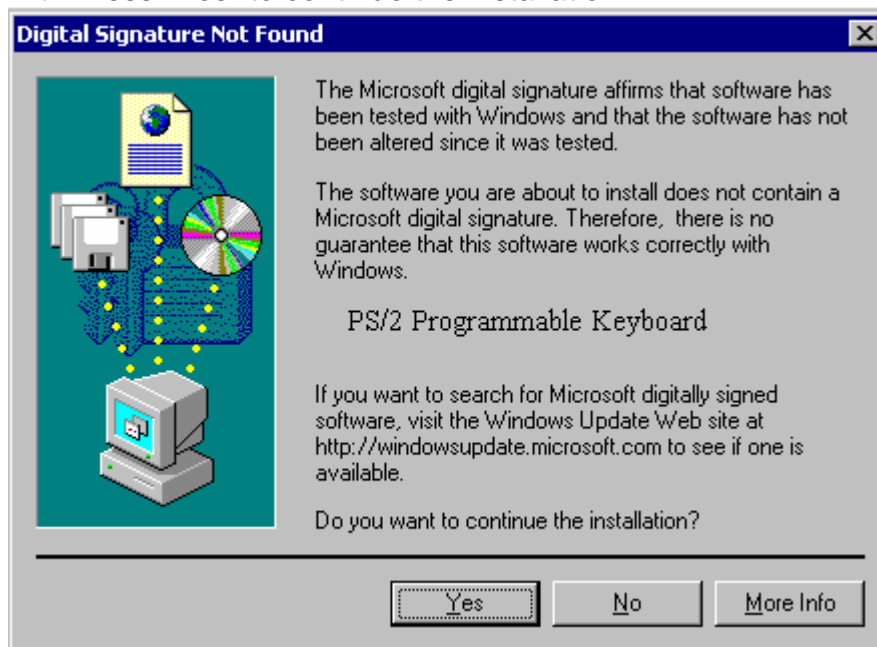 Digital Signature Not Found
The Microsoft digital signature affirms that software has
been tested with Windows and that the software has not
been altered since it was tested.
The software you are about to install does not contain a
Microsoft digital signature. Therefore, there is no
guarantee that this software works correctly with
Windows.
PS/2 Programmable Keyboard
If you want to search for Microsoft digitally signed
software, visit the Windows Update Web site at
http://windowsupdate.microsoft.com to see if one is
available.
Do you want to continue the installation?
Yes No More Info